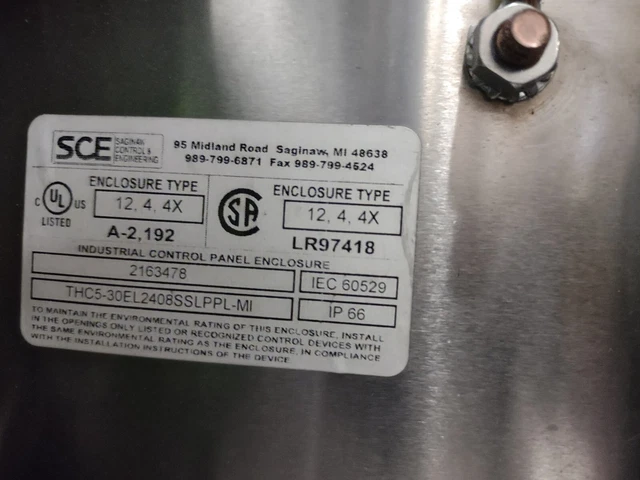 SCE SAGINAW CONTROL & ENGINEERING
95 Midland Road Saginaw, MI 48638
989-799-6871 Fax 989-799-4524
ENCLOSURE TYPE
C UL US LISTED
12, 4, 4X
A-2,192
SA
ENCLOSURE TYPE
12, 4, 4X
LR97418
INDUSTRIAL CONTROL PANEL ENCLOSURE
2163478
IEC 60529
THC5-30EL2408SSLPPL-MI
IP 66
TO MAINTAIN THE ENVIRONMENTAL RATING OF THIS ENCLOSURE, INSTALL
IN THE OPENINGS ONLY LISTED OR RECOGNIZED CONTROL DEVICES WITH
THE SAME ENVIRONMENTAL RATING AS THE ENCLOSURE, IN COMPLIANCE
WITH THE INSTALLATION INSTRUCTIONS OF THE DEVICE.